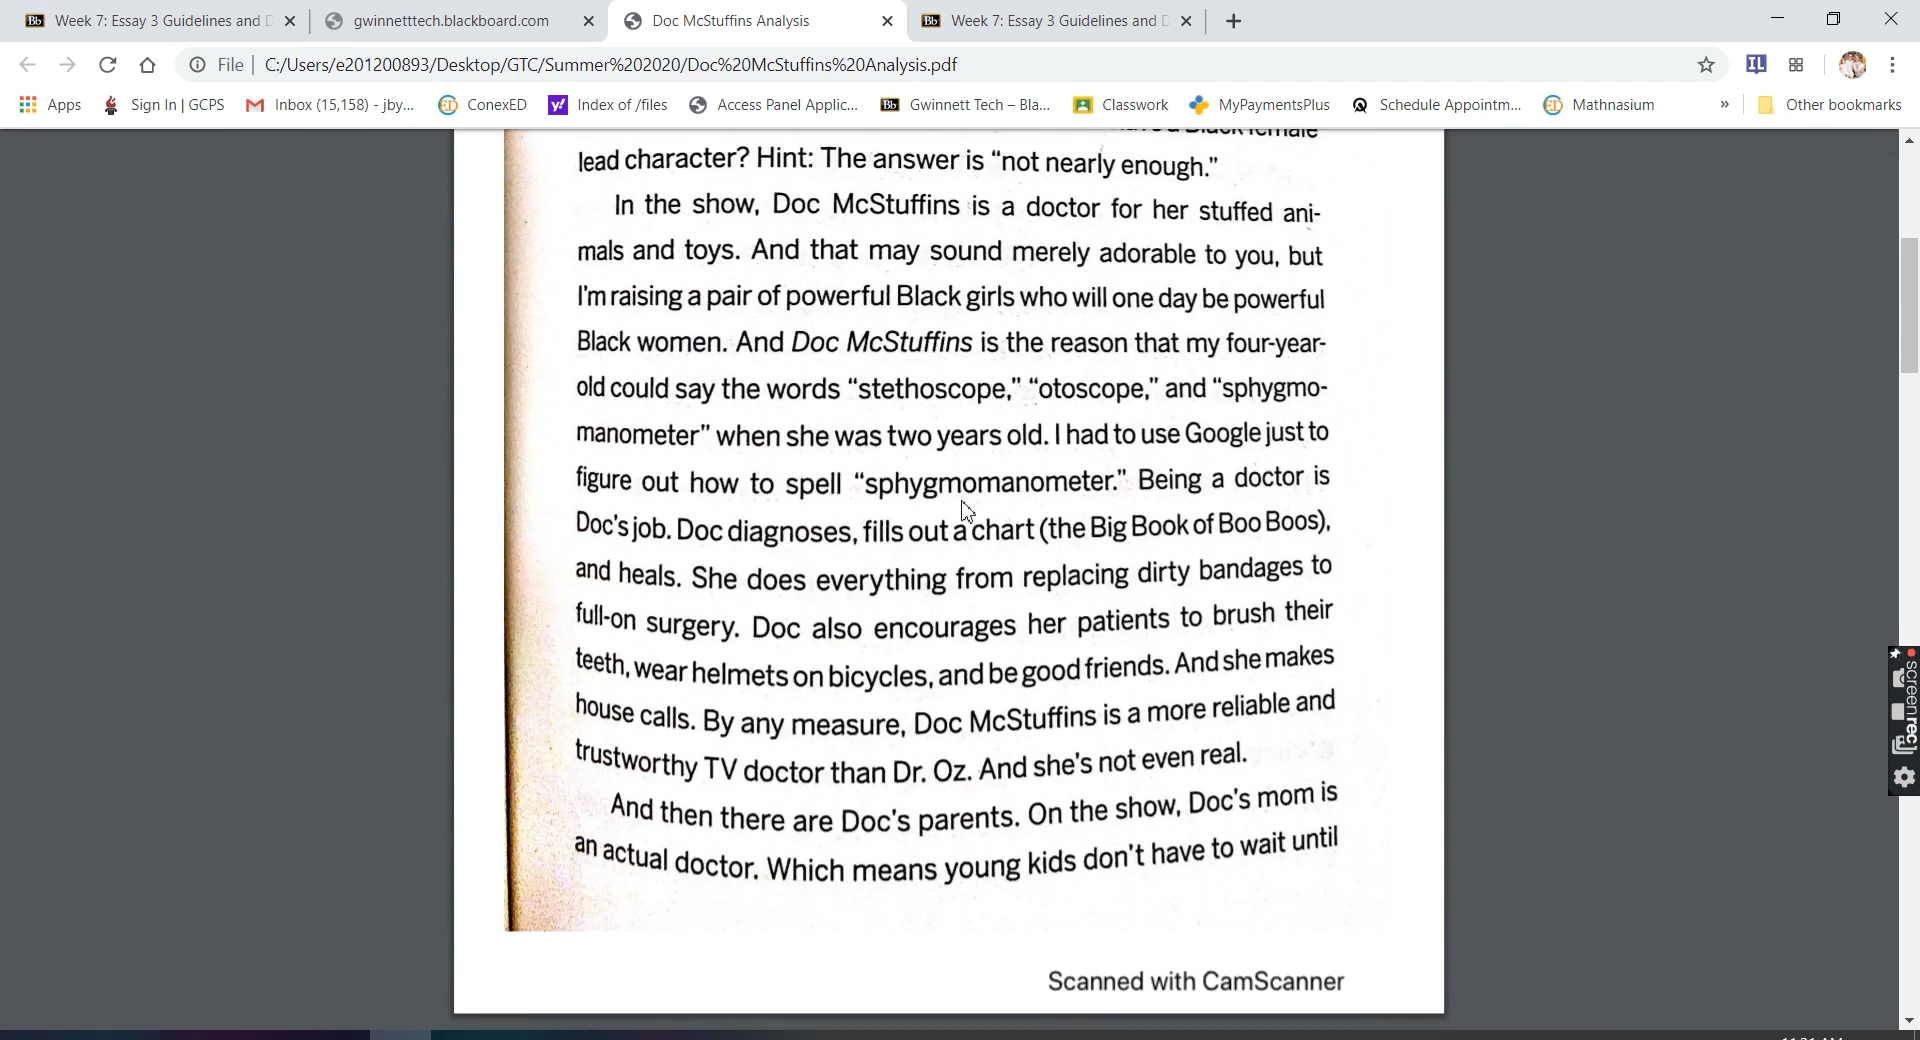 Week 7: Essay 3 Guidelines and D
gwinnetttech.blackboard.com
Doc McStuffins Analysis
Week 7: Essay 3 Guidelines and D
File | C:/Users/e201200893/Desktop/GTC/Summer%202020/Doc%20McStuffins%20Analysis.pdf
Apps Sign In | GCPS Inbox (15,158) - jby... ConexED Index of /files Access Panel Applic... Gwinnett Tech – Bla... Classwork MyPaymentsPlus Schedule Appointm... Mathnasium » Other bookmarks
a Black female
lead character? Hint: The answer is “not nearly enough.”
In the show, Doc McStuffins is a doctor for her stuffed ani-
mals and toys. And that may sound merely adorable to you, but
I'm raising a pair of powerful Black girls who will one day be powerful
Black women. And Doc McStuffins is the reason that my four-year-
old could say the words “stethoscope,” “otoscope,” and “sphygmo-
manometer” when she was two years old. I had to use Google just to
figure out how to spell “sphygmomanometer.” Being a doctor is
Doc's job. Doc diagnoses, fills out a chart (the Big Book of Boo Boos),
and heals. She does everything from replacing dirty bandages to
full-on surgery. Doc also encourages her patients to brush their
teeth, wear helmets on bicycles, and be good friends. And she makes
house calls. By any measure, Doc McStuffins is a more reliable and
trustworthy TV doctor than Dr. Oz. And she's not even real.
And then there are Doc's parents. On the show, Doc's mom is
an actual doctor. Which means young kids don't have to wait until
Scanned with CamScanner
screenrec